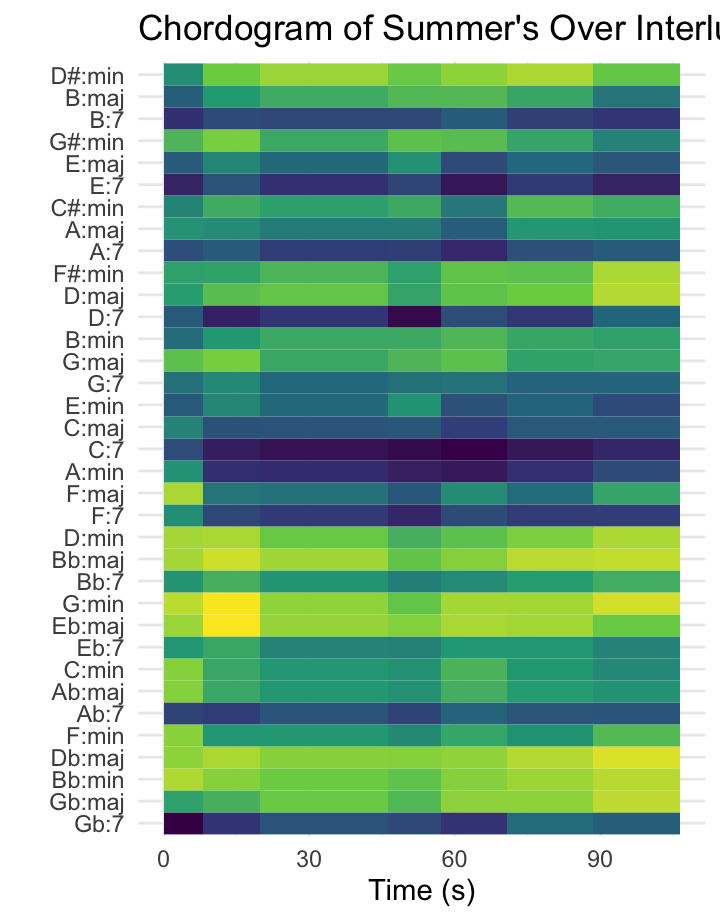 Chordogram of Summer's Over Interlu
D#:min
B:maj
B:7
G#:min
E:maj
E:7
C#:min
A:maj
A:7
F#:min
D:maj
D:7
B:min
G:maj
G:7
E:min
C:maj
C:7
A:min
F:maj
F:7
D:min
Bb:maj
Bb:7
G:min
Eb:maj
Eb:7
C:min
Ab:maj
Ab:7
F:min
Db:maj
Bb:min
Gb:maj
Gb:7
0 30 60 90
Time (s)